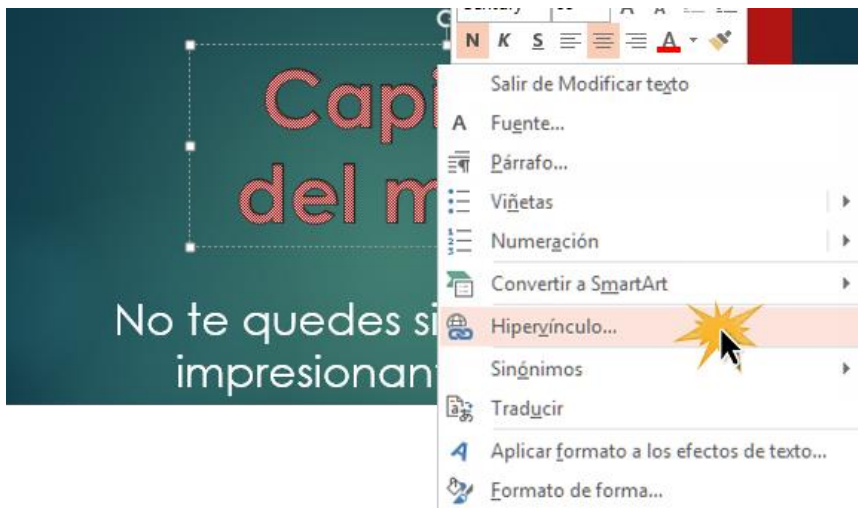 N K S A
Salir de Modificar texto
Capi
A Fuente...
Párrafo...
del m
Viñetas
Numeración
Convertir a SmartArt
No te quedes si
Hipervínculo...
impresionan
Sinónimos
Traducir
A Aplicar formato a los efectos de texto...
Formato de forma...